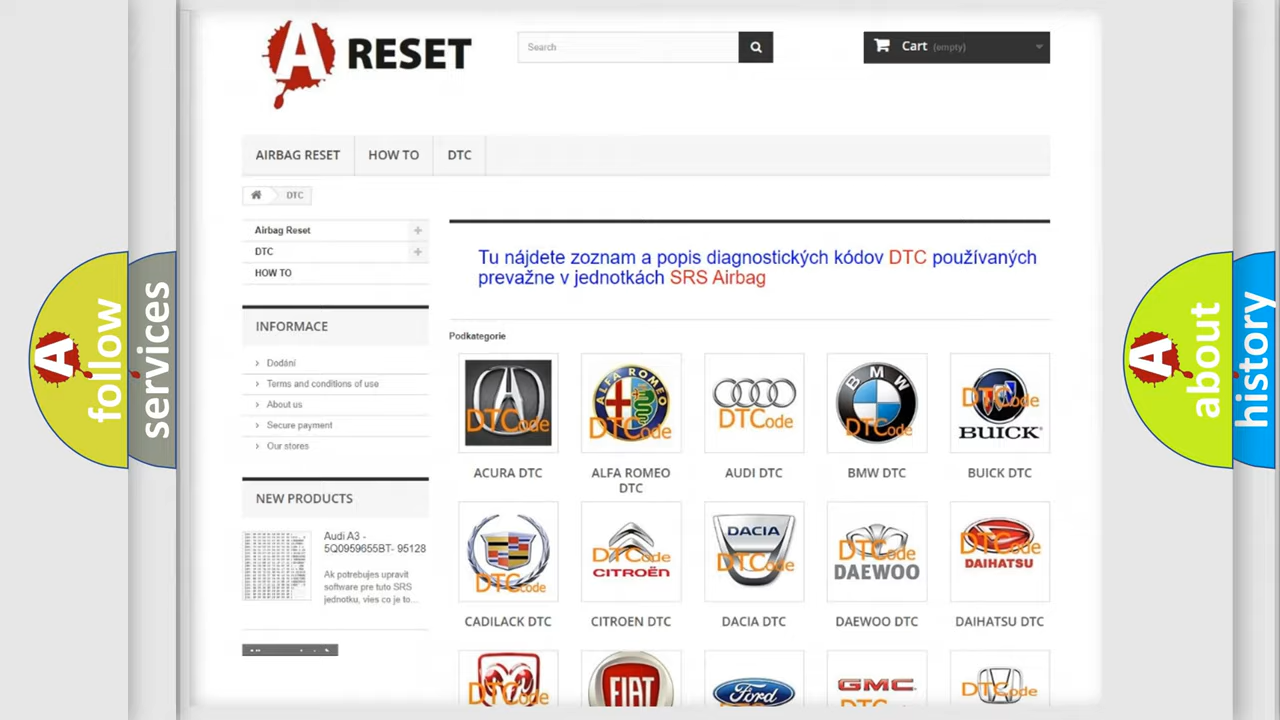 A RESET
Search
Cart (empty)
AIRBAG RESET
HOW TO
DTC
DTC
Airbag Reset
DTC
HOW TO
Tu nájdete zoznam a popis diagnostických kódov DTC používaných
prevažne v jednotkách SRS Airbag
INFORMACE
Dodání
Terms and conditions of use
About us
Secure payment
Our stores
NEW PRODUCTS
Audi A3 -
5Q0959655BT- 95128
Ak potrebujes upravit
software pre tuto SRS
jednotku, vies co je to...
Podkategorie
DTCode
ALFA ROMEO
DTCode
DTCode
BMW
DTCode
DTCode
BUICK
ACURA DTC
ALFA ROMEO
DTC
AUDI DTC
BMW DTC
BUICK DTC
DTCode
DTCode
CITROËN
DACIA
DTCode
DTCode
DAEWOO
DTCode
DAIHATSU
CADILACK DTC
CITROEN DTC
DACIA DTC
DAEWOO DTC
DAIHATSU DTC
DTCode
FIAT
Ford
GMC
DTCode
A follow
services
A about
history